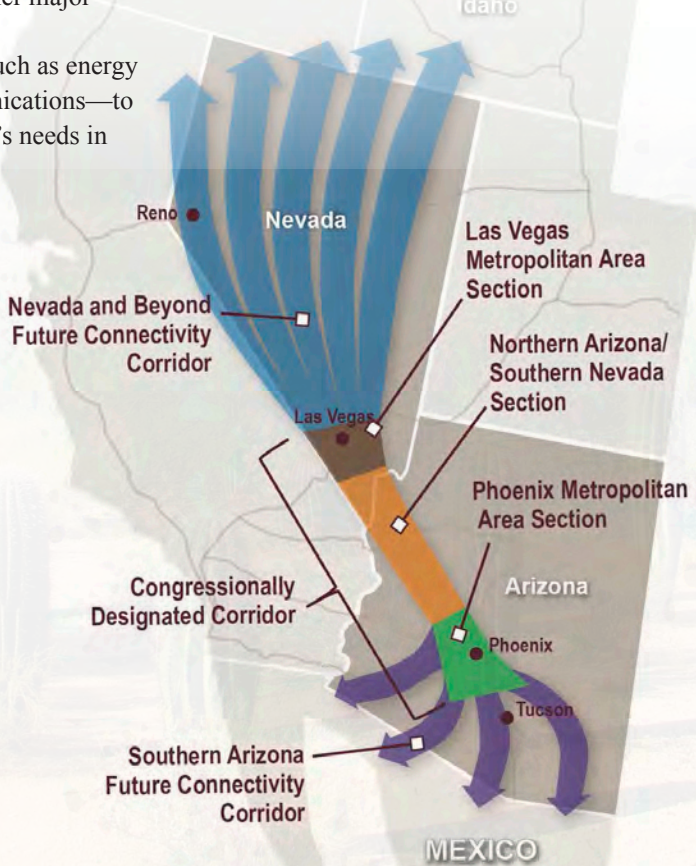 major
such as energy
to
needs in
Idaho
Reno
Nevada
Las Vegas
Metropolitan Area
Section
Nevada and Beyond
Future Connectivity
Corridor
Northern Arizona/
Southern Nevada
Section
Las Vegas
Phoenix Metropolitan
Area Section
Congressionally
Designated Corridor
Arizona
Phoenix
Tucson
Southern Arizona
Future Connectivity
Corridor
MEXICO